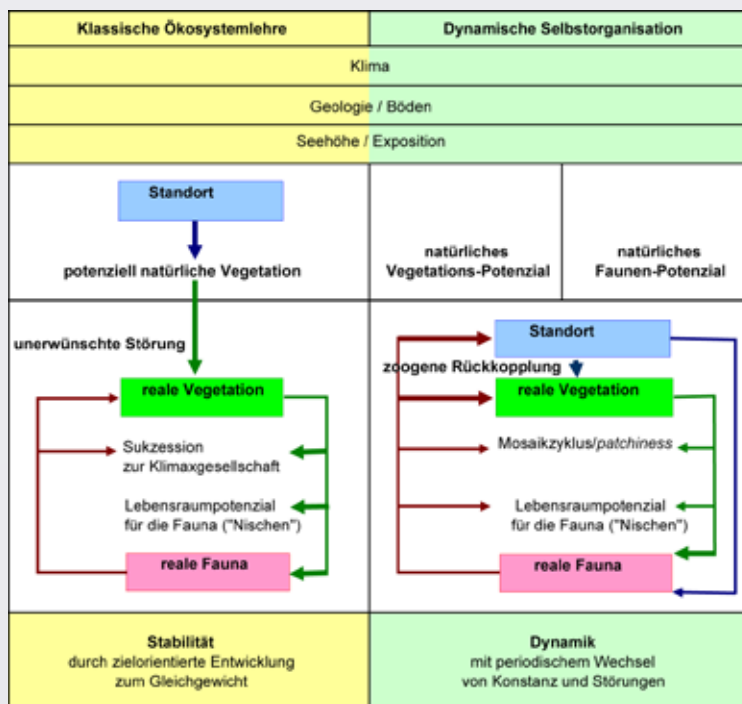 Klassische Ökosystemlehre
Dynamische Selbstorganisation
Klima
Geologie / Böden
Seehöhe / Exposition
Standort
potenziell natürliche Vegetation
natürliches
Vegetations-Potenzial
natürliches
Faunen-Potenzial
unerwünschte Störung
reale Vegetation
Sukzession
zur Klimaxgesellschaft
Lebensraumpotenzial
für die Fauna ("Nischen")
reale Fauna
Standort
zoogene Rückkopplung
reale Vegetation
Mosaikzyklus/patchiness
Lebensraumpotenzial
für die Fauna ("Nischen")
reale Fauna
Stabilität
durch zielorientierte Entwicklung
zum Gleichgewicht
Dynamik
mit periodischem Wechsel
von Konstanz und Störungen